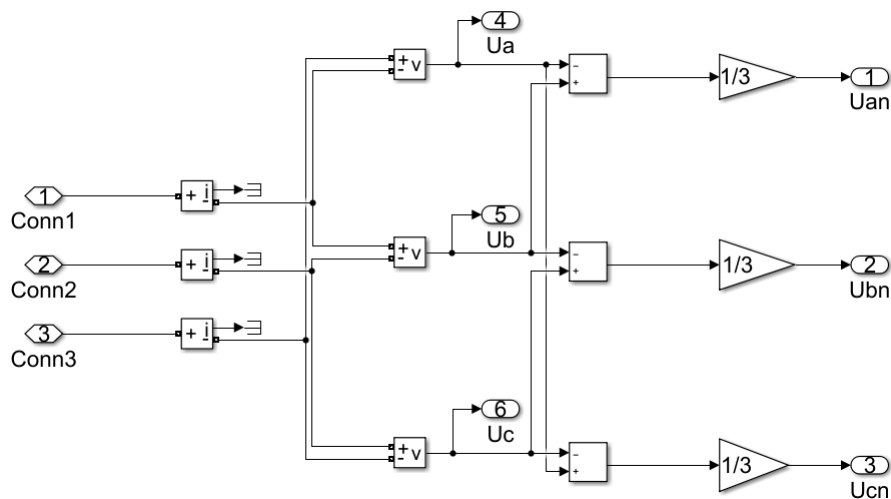 4
Ua
+
-
v
-
+
1/3
1
Uan
1
Conn1
+
i
-
5
Ub
+
-
v
-
+
1/3
2
Ubn
2
Conn2
+
i
-
3
Conn3
+
i
-
6
Uc
+
-
v
-
+
1/3
3
Ucn